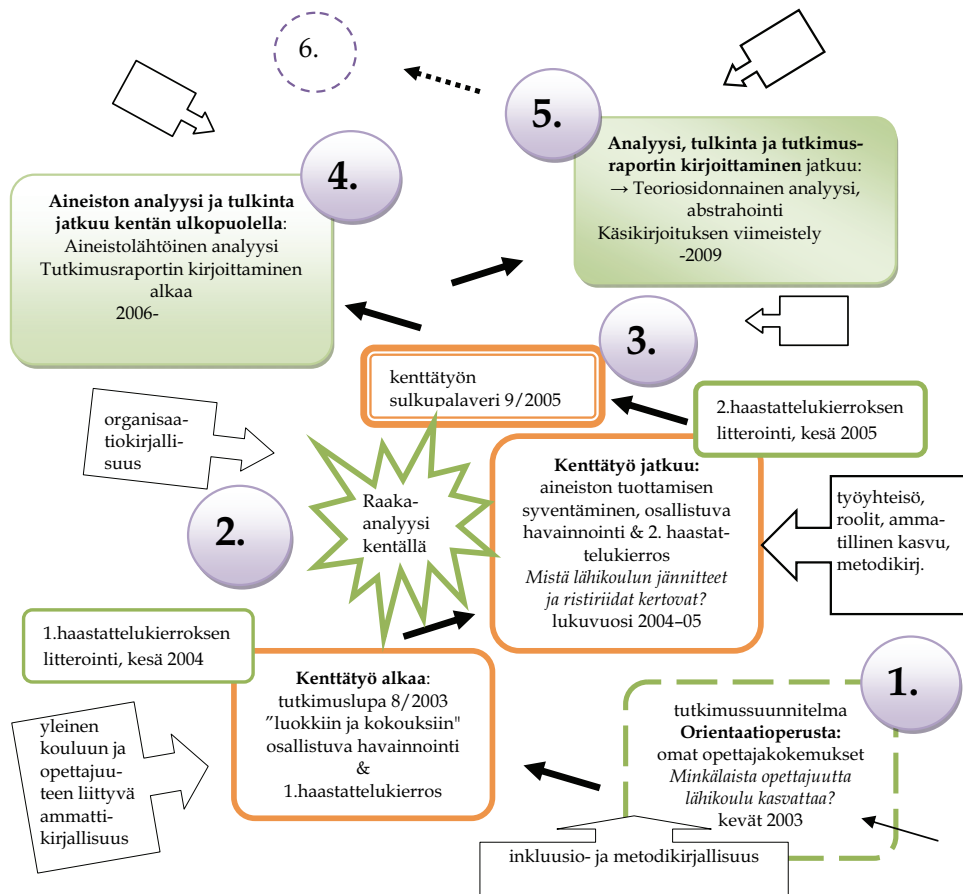 6.
5.
Analyysi, tulkinta ja tutkimus-
raportin kirjoittaminen jatkuu:
→ Teoriosidonnainen analyysi,
abstrahointi
Käsikirjoituksen viimeistely
-2009
4.
Aineiston analyysi ja tulkinta
jatkuu kentän ulkopuolella:
Aineistolähtöinen analyysi
Tutkimusraportin kirjoittaminen
alkaa
2006-
3.
kenttätyön
sulkupalaveri 9/2005
2.haastattelukierroksen
litterointi, kesä 2005
organisaa-
tiokirjalli-
suus
Kenttätyö jatkuu:
aineiston tuottamisen
syventäminen, osallistuva
havainnointi & 2. haastat-
telukierros
Mistä lähikoulun jännitteet
ja ristiriidat kertovat?
lukuvuosi 2004–05
työyhteisö,
roolit, amma-
tillinen kasvu,
metodikirj.
2.
Raaka-
analyysi
kentällä
1.haastattelukierroksen
litterointi, kesä 2004
Kenttätyö alkaa:
tutkimuslupa 8/2003
”luokkiin ja kokouksiin"
osallistuva havainnointi
&
1.haastattelukierros
yleinen
kouluun ja
opettajuu-
teen liittyvä
ammatti-
kirjallisuus
1.
tutkimussuunnitelma
Orientaatioperusta:
omat opettajakokemukset
Minkälaista opettajuutta
lähikoulu kasvattaa?
kevät 2003
inkluusio- ja metodikirjallisuus